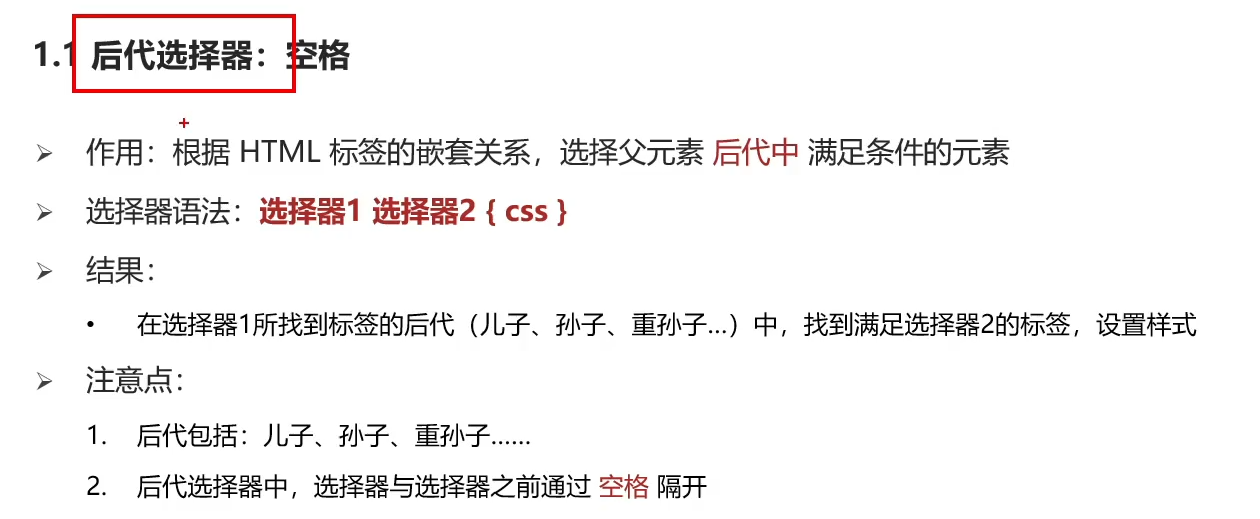 1.1 后代选择器：空格
作用：根据 HTML 标签的嵌套关系，选择父元素 后代中 满足条件的元素
选择器语法：选择器1 选择器2 { css }
结果：
在选择器1所找到标签的后代（儿子、孙子、重孙子…）中，找到满足选择器2的标签，设置样式
注意点：
1. 后代包括：儿子、孙子、重孙子……
2. 后代选择器中，选择器与选择器之前通过 空格 隔开